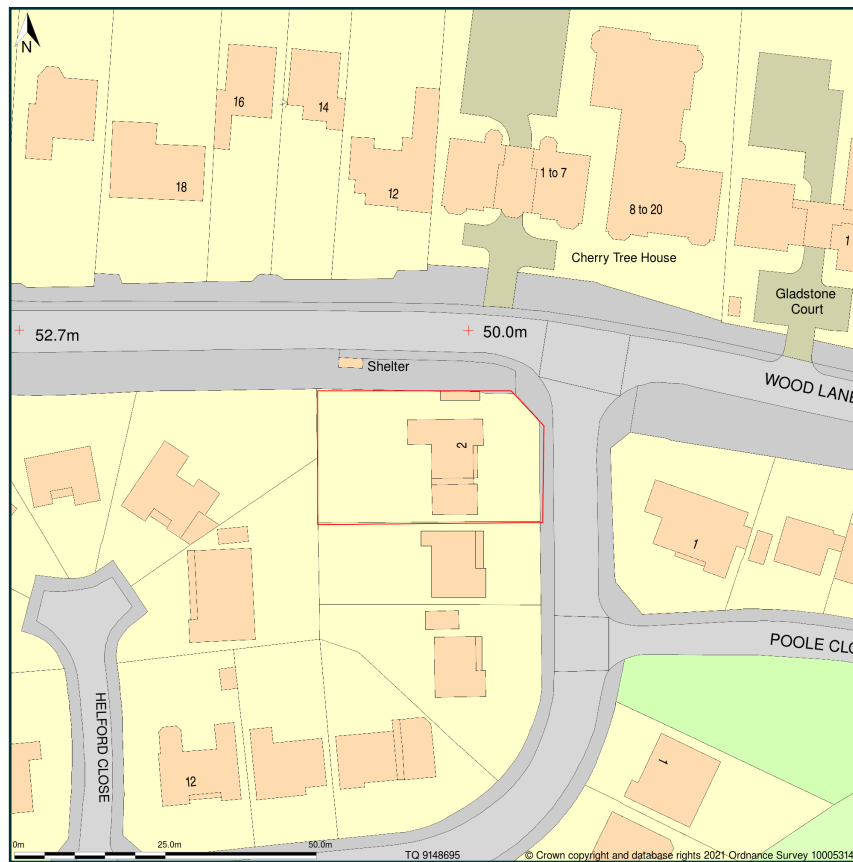 N
16
14
18
12
1 to 7
8 to 20
1
Cherry Tree House
Gladstone
Court
52.7m
50.0m
Shelter
WOOD LANE
2
1
POOLE CLO
HELFORD CLOSE
12
1
0m
25.0m
50.0m
TQ 9148695
© Crown copyright and database rights 2021 Ordnance Survey 10005314